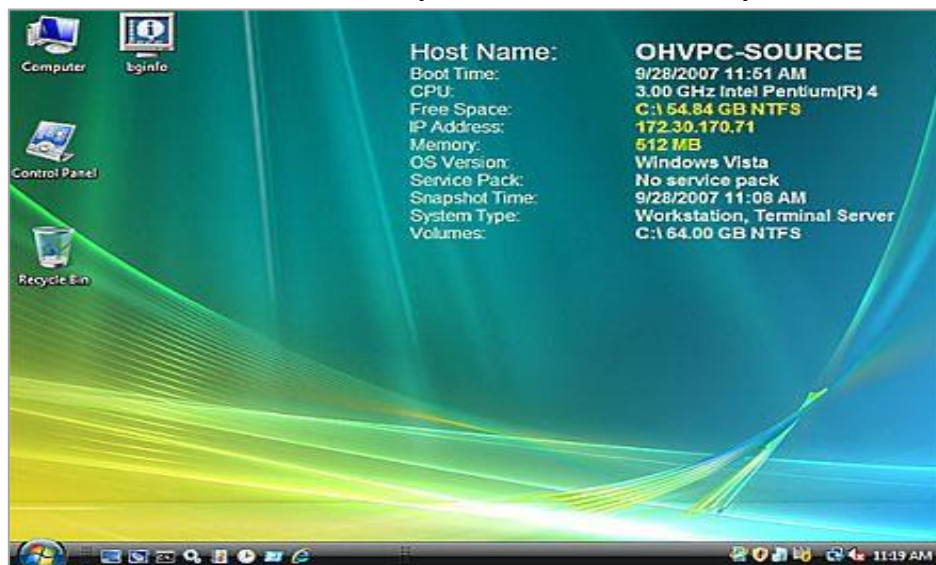 Computer
bginfo
Control Panel
Recycle Bin
Host Name: OHVPC-SOURCE
Boot Time: 9/28/2007 11:51 AM
CPU: 3.00 GHz Intel Pentium(R) 4
Free Space: C:\ 54.84 GB NTFS
IP Address: 172.30.170.71
Memory: 512 MB
OS Version: Windows Vista
Service Pack: No service pack
Snapshot Time: 9/28/2007 11:08 AM
System Type: Workstation, Terminal Server
Volumes: C:\ 64.00 GB NTFS
11:19 AM